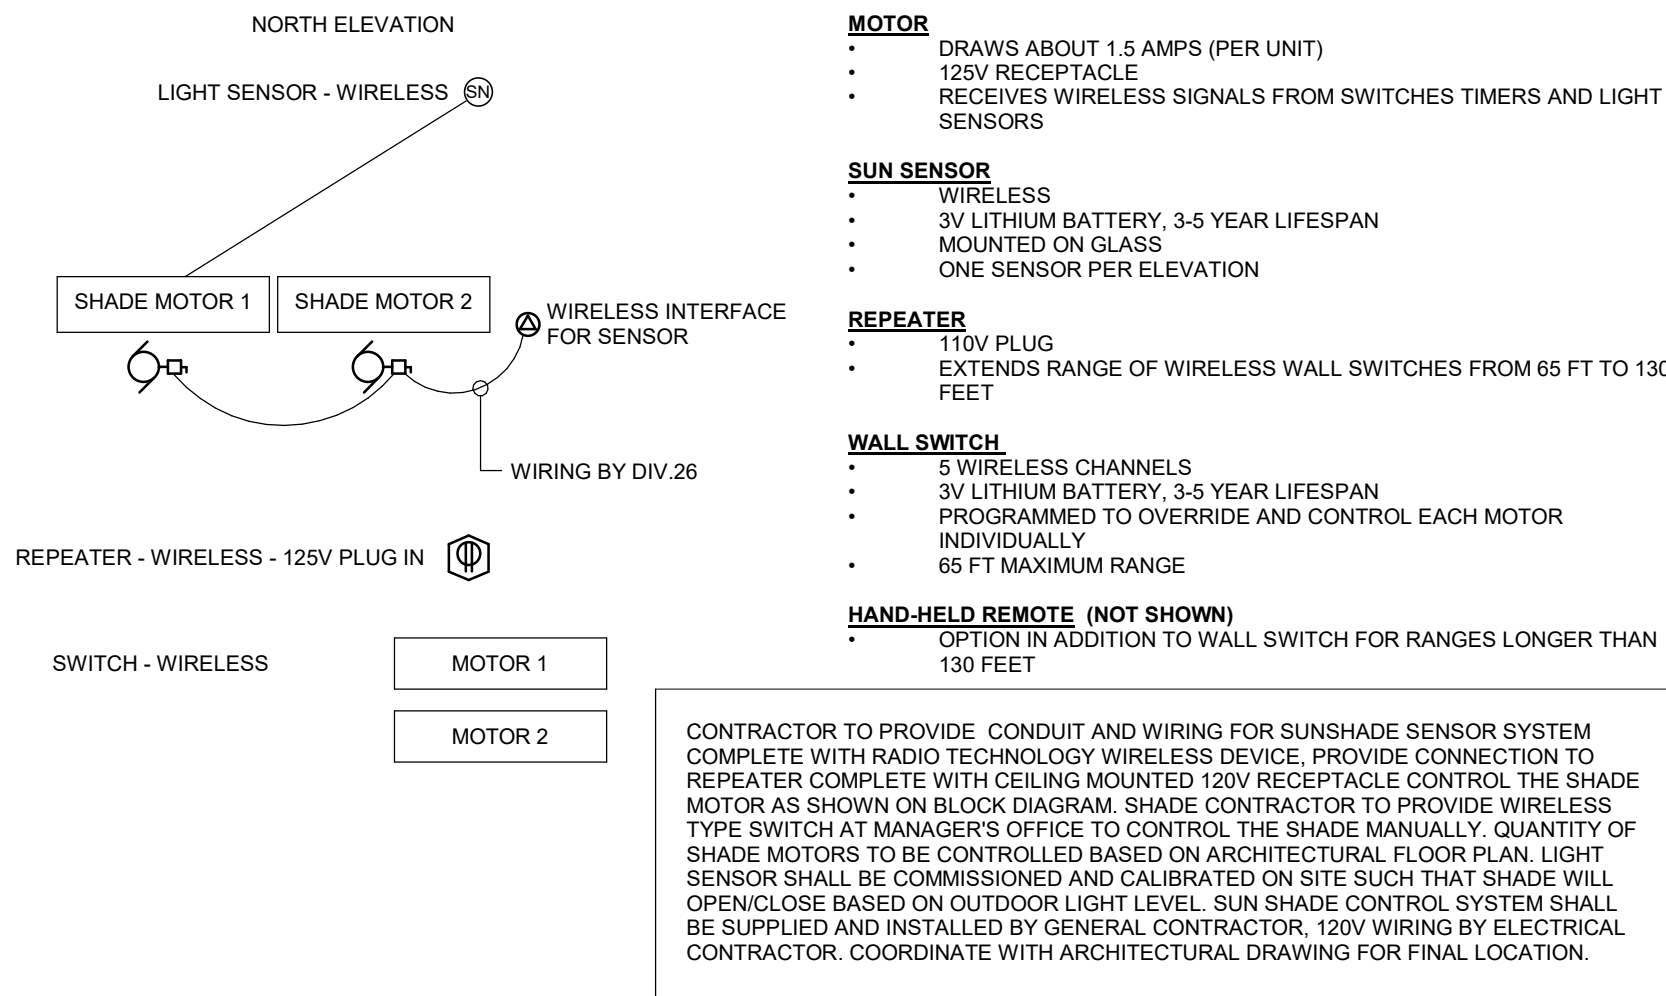 NORTH ELEVATION
LIGHT SENSOR - WIRELESS SN
SHADE MOTOR 1
SHADE MOTOR 2
WIRELESS INTERFACE
FOR SENSOR
WIRING BY DIV.26
REPEATER - WIRELESS - 125V PLUG IN
SWITCH - WIRELESS
MOTOR 1
MOTOR 2
MOTOR
• DRAWS ABOUT 1.5 AMPS (PER UNIT)
• 125V RECEPTACLE
• RECEIVES WIRELESS SIGNALS FROM SWITCHES TIMERS AND LIGHT
SENSORS
SUN SENSOR
• WIRELESS
• 3V LITHIUM BATTERY, 3-5 YEAR LIFESPAN
• MOUNTED ON GLASS
• ONE SENSOR PER ELEVATION
REPEATER
• 110V PLUG
• EXTENDS RANGE OF WIRELESS WALL SWITCHES FROM 65 FT TO 130
FEET
WALL SWITCH
• 5 WIRELESS CHANNELS
• 3V LITHIUM BATTERY, 3-5 YEAR LIFESPAN
• PROGRAMMED TO OVERRIDE AND CONTROL EACH MOTOR
INDIVIDUALLY
• 65 FT MAXIMUM RANGE
HAND-HELD REMOTE (NOT SHOWN)
• OPTION IN ADDITION TO WALL SWITCH FOR RANGES LONGER THAN
130 FEET
CONTRACTOR TO PROVIDE CONDUIT AND WIRING FOR SUNSHADE SENSOR SYSTEM
COMPLETE WITH RADIO TECHNOLOGY WIRELESS DEVICE, PROVIDE CONNECTION TO
REPEATER COMPLETE WITH CEILING MOUNTED 120V RECEPTACLE CONTROL THE SHADE
MOTOR AS SHOWN ON BLOCK DIAGRAM. SHADE CONTRACTOR TO PROVIDE WIRELESS
TYPE SWITCH AT MANAGER'S OFFICE TO CONTROL THE SHADE MANUALLY. QUANTITY OF
SHADE MOTORS TO BE CONTROLLED BASED ON ARCHITECTURAL FLOOR PLAN. LIGHT
SENSOR SHALL BE COMMISSIONED AND CALIBRATED ON SITE SUCH THAT SHADE WILL
OPEN/CLOSE BASED ON OUTDOOR LIGHT LEVEL. SUN SHADE CONTROL SYSTEM SHALL
BE SUPPLIED AND INSTALLED BY GENERAL CONTRACTOR, 120V WIRING BY ELECTRICAL
CONTRACTOR. COORDINATE WITH ARCHITECTURAL DRAWING FOR FINAL LOCATION.